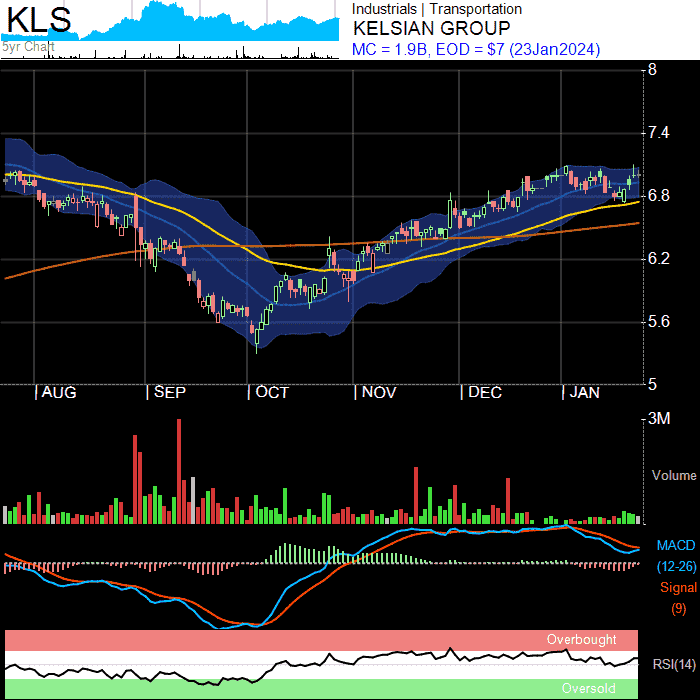 KLS
5yr Chart
Industrials | Transportation
KELSIAN GROUP
MC = 1.9B, EOD = $7 (23Jan2024)
8
7.4
6.8
6.2
5.6
5
| AUG | SEP | OCT | NOV | DEC | JAN
3M
Volume
MACD
(12-26)
Signal
(9)
Overbought
RSI(14)
Oversold